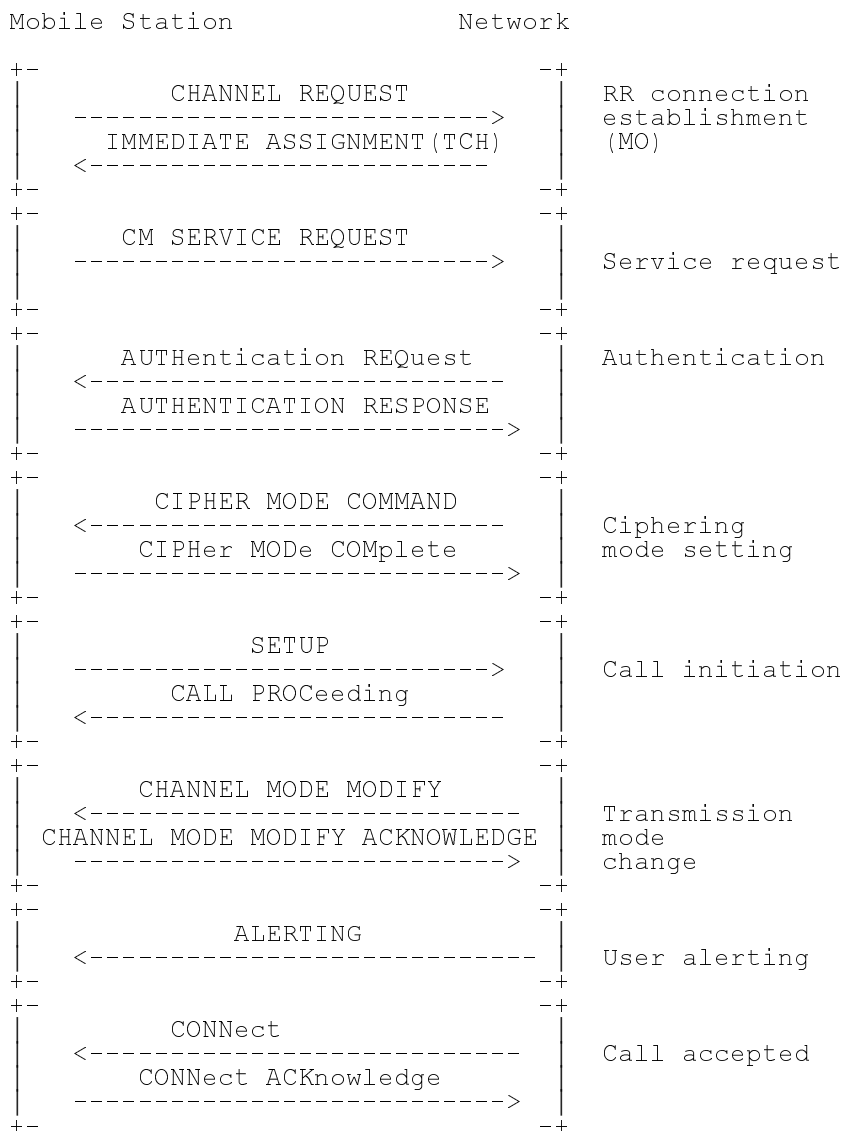 Mobile Station Network
CHANNEL REQUEST RR connection
establishment
IMMEDIATE ASSIGNMENT(TCH) (MO)
CM SERVICE REQUEST
Service request
AUTHentication REQuest Authentication
AUTHENTICATION RESPONSE
CIPHER MODE COMMAND
Ciphering
CIPHer MODe COMplete mode setting
SETUP
Call initiation
CALL PROCeeding
CHANNEL MODE MODIFY
Transmission
CHANNEL MODE MODIFY ACKNOWLEDGE mode
change
ALERTING
User alerting
CONNect
Call accepted
CONNect ACKnowledge